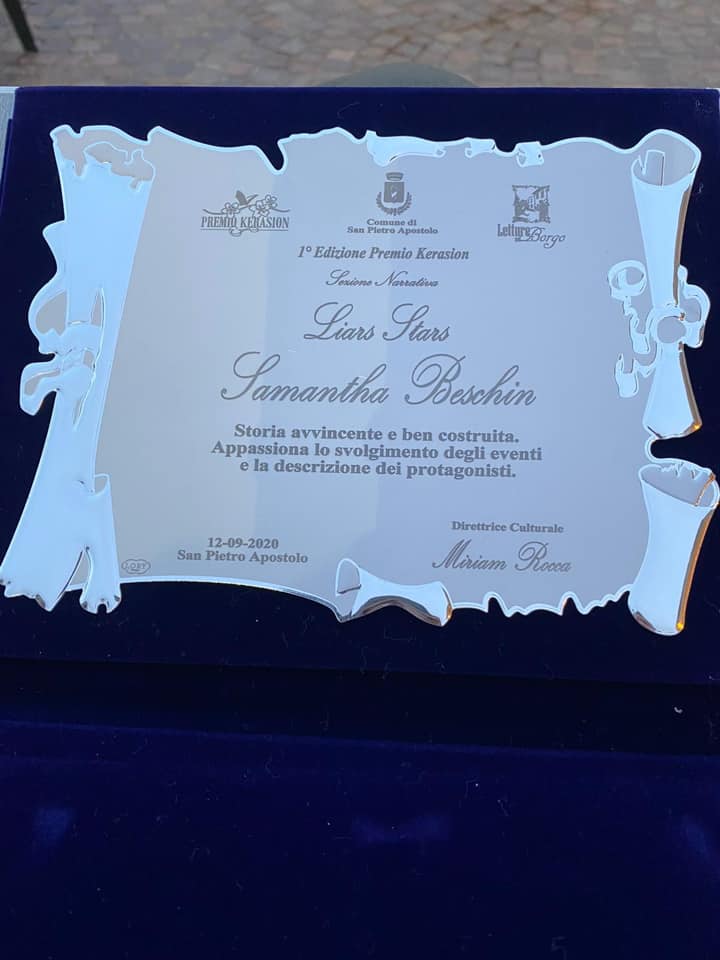 PREMIO KERASION
Comune di
San Pietro Apostolo
Letture
nel Borgo
1° Edizione Premio Kerasion
Sezione Narrativa
Liars Stars
Samantha Beschin
Storia avvincente e ben costruita.
Appassiona lo svolgimento degli eventi
e la descrizione dei protagonisti.
12-09-2020
San Pietro Apostolo
Direttrice Culturale
Miriam Rocca